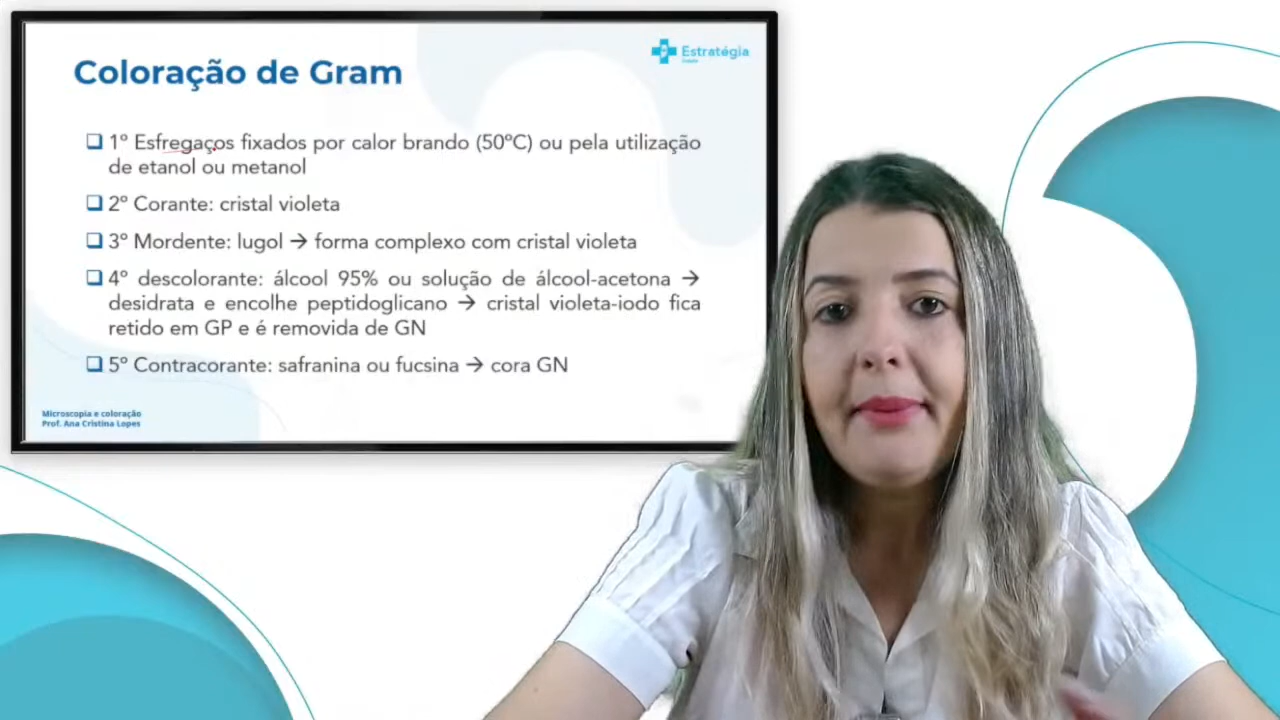 Estratégia
Coloração de Gram
1º Esfregaços fixados por calor brando (50ºC) ou pela utilização
de etanol ou metanol
2º Corante: cristal violeta
3º Mordente: lugol → forma complexo com cristal violeta
4º descolorante: álcool 95% ou solução de álcool-acetona →
desidrata e encolhe peptidoglicano → cristal violeta-iodo fica
retido em GP e é removida de GN
5º Contracorante: safranina ou fucsina → cora GN
Microscopia e coloração
Prof. Ana Cristina Lopes